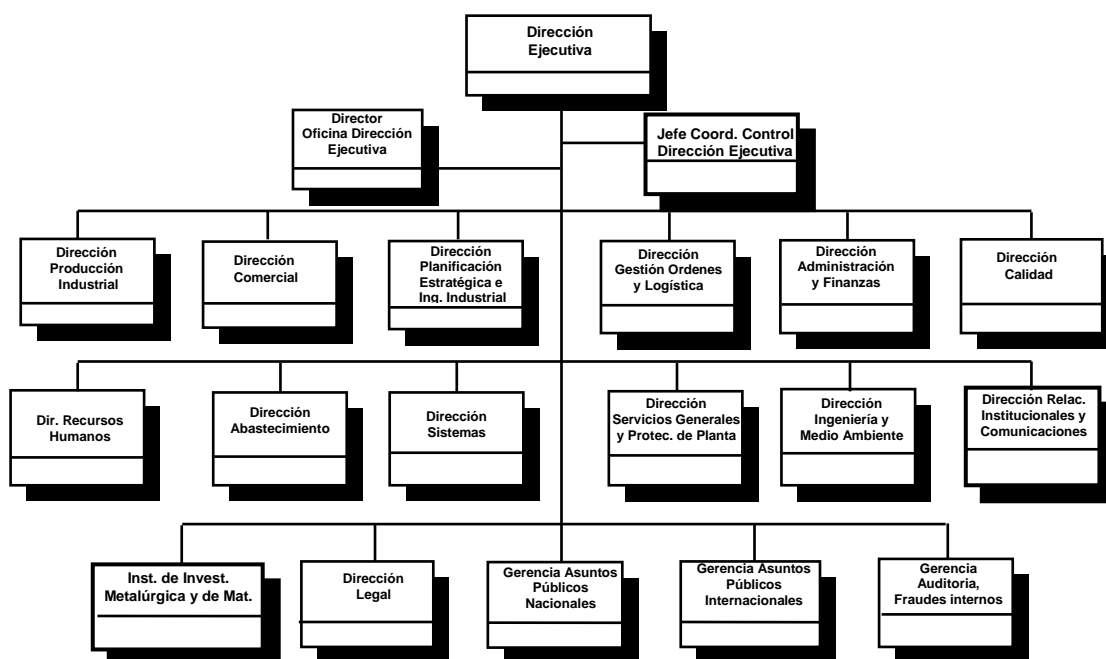 Dirección
Ejecutiva
Director
Oficina Dirección
Ejecutiva
Jefe Coord. Control
Dirección Ejecutiva
Dirección
Producción
Industrial
Dirección
Comercial
Dirección
Planificación
Estratégica e
Ing. Industrial
Dirección
Gestión Ordenes
y Logística
Dirección
Administración
y Finanzas
Dirección
Calidad
Dir. Recursos
Humanos
Dirección
Abastecimiento
Dirección
Sistemas
Dirección
Servicios Generales
y Protec. de Planta
Dirección
Ingeniería y
Medio Ambiente
Dirección Relac.
Institucionales y
Comunicaciones
Inst. de Invest.
Metalúrgica y de Mat.
Dirección
Legal
Gerencia Asuntos
Públicos
Nacionales
Gerencia Asuntos
Públicos
Internacionales
Gerencia
Auditoria,
Fraudes internos